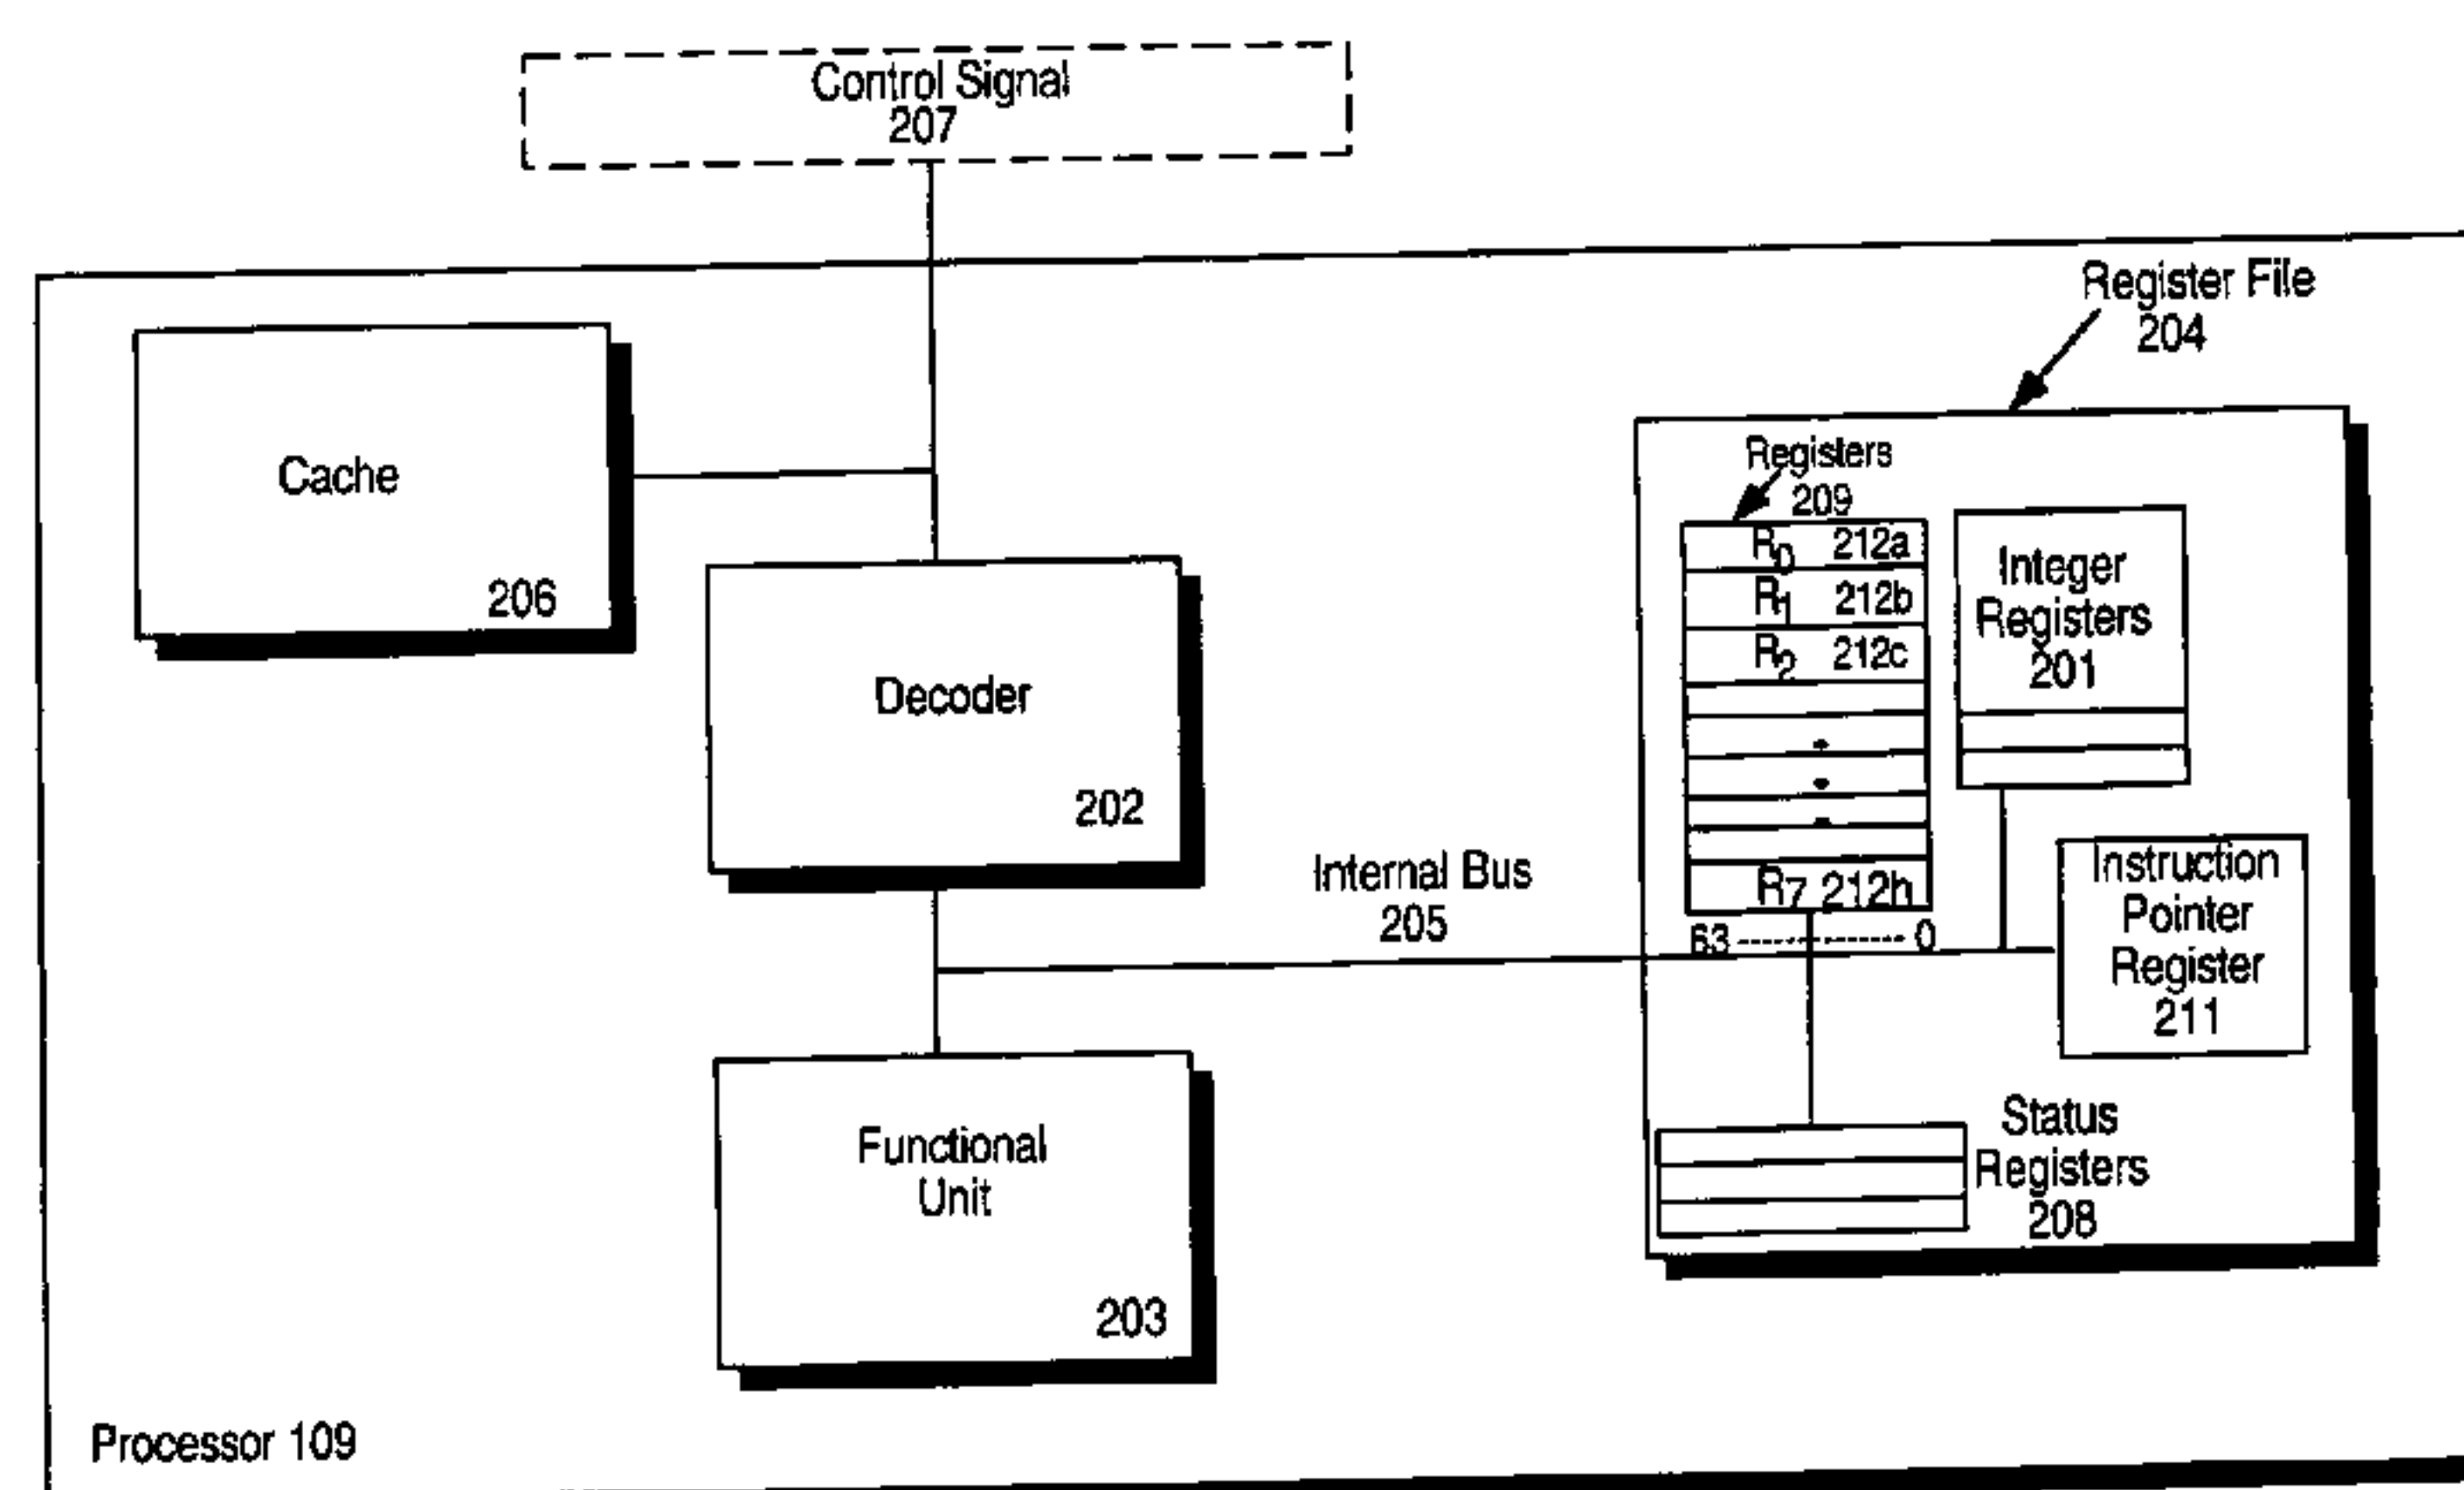 Control Signal
207
Register File
204
Cache
206
Registers
209
R0 212a
R1 212b
R2 212c
R7 212h
63 0
Integer
Registers
201
Decoder
202
Internal Bus
205
Instruction
Pointer
Register
211
Functional
Unit
203
Status
Registers
208
Processor 109